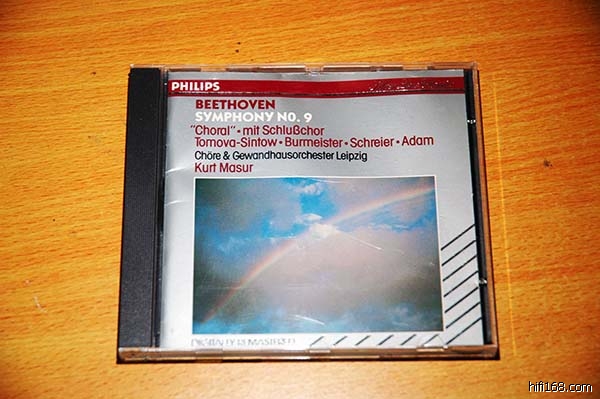 PHILIPS
BEETHOVEN
SYMPHONY NO. 9
"Choral" • mit Schlußchor
Tomova-Sintow • Burmeister • Schreier • Adam
Chöre & Gewandhausorchester Leipzig
Kurt Masur
DIGITALLY REMASTERED
hifi168.com